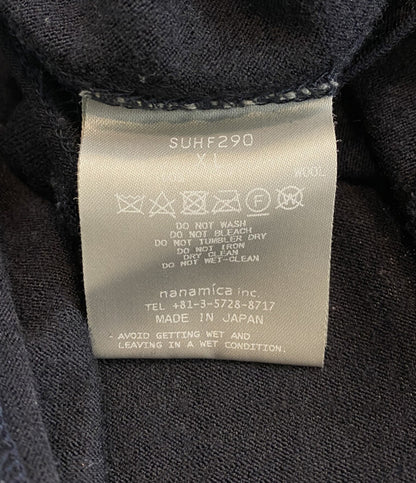 SUHF290
WOOL
DO NOT WASH
DO NOT BLEACH
DO NOT TUMBLER DRY
DO NOT IRON
DRY CLEAN
DO NOT WET-CLEAN
nanamica inc.
TEL +81-3-5728-8717
MADE IN JAPAN
· AVOID GETTING WET AND
LEAVING IN A WET CONDITION.